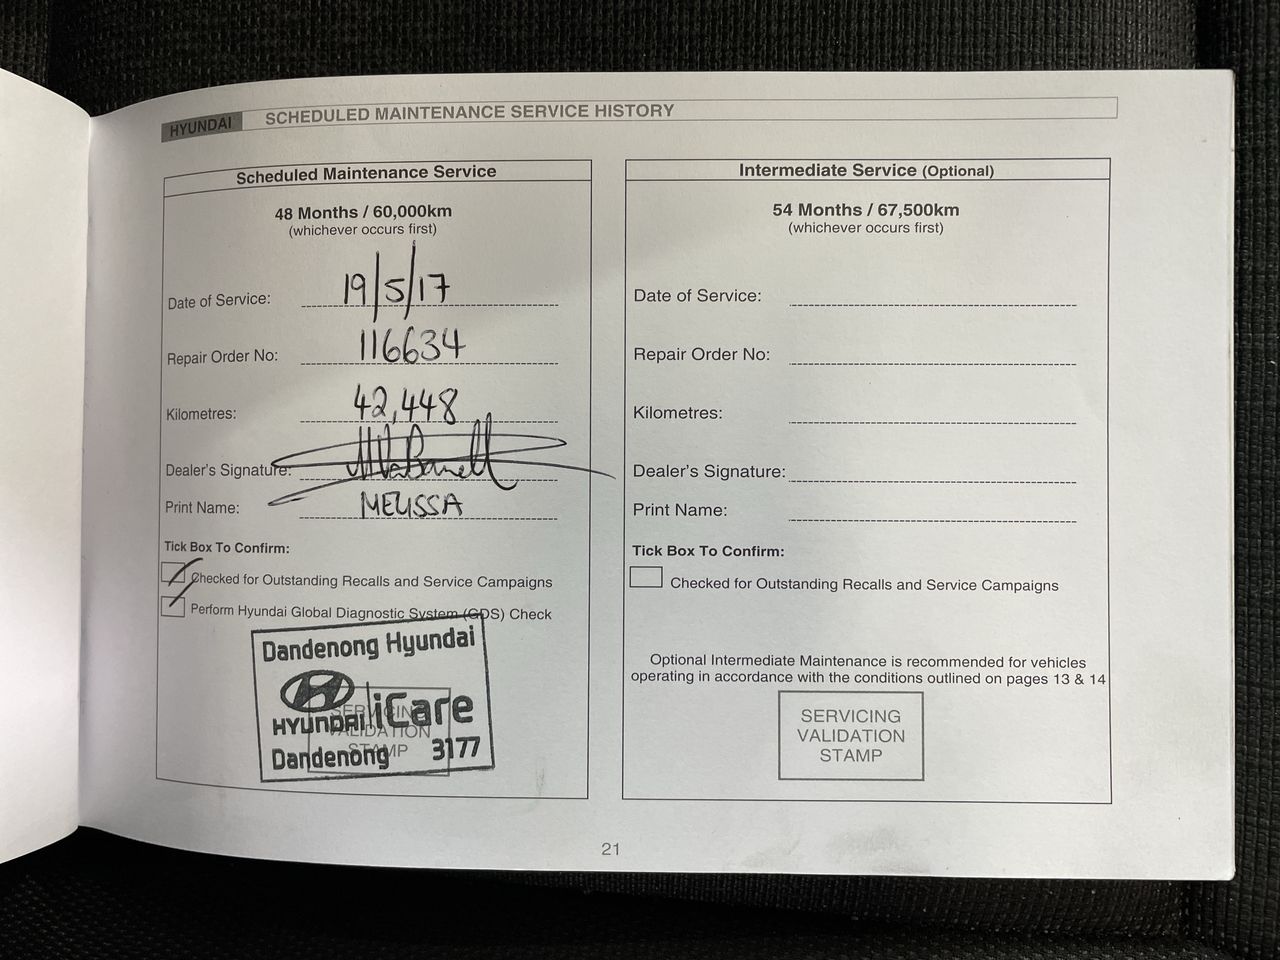 HYUNDAI SCHEDULED MAINTENANCE SERVICE HISTORY
Scheduled Maintenance Service
48 Months / 60,000km
(whichever occurs first)
Date of Service: 19/5/17
Repair Order No: 116634
Kilometres: 42,448
Dealer's Signature:
Print Name: MELISSA
Tick Box To Confirm:
Checked for Outstanding Recalls and Service Campaigns
Perform Hyundai Global Diagnostic System (GDS) Check
Dandenong Hyundai
HYUNDAI iCare
Dandenong 3177
SERVICING
VALIDATION
STAMP
Intermediate Service (Optional)
54 Months / 67,500km
(whichever occurs first)
Date of Service:
Repair Order No:
Kilometres:
Dealer's Signature:
Print Name:
Tick Box To Confirm:
Checked for Outstanding Recalls and Service Campaigns
Optional Intermediate Maintenance is recommended for vehicles
operating in accordance with the conditions outlined on pages 13 & 14
SERVICING
VALIDATION
STAMP
21